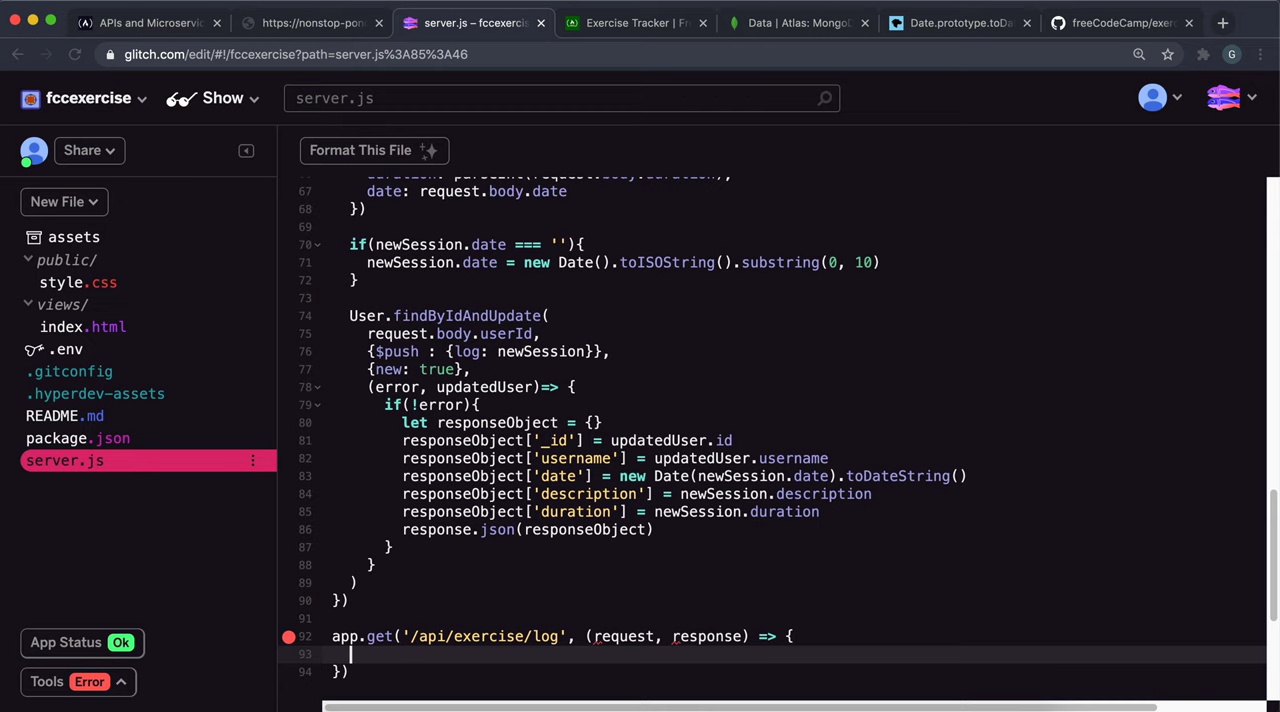 APIs and Microservic
https://nonstop-pond
server.js – fccexercis
Exercise Tracker | Fre
Data | Atlas: MongoD
Date.prototype.toDa
freeCodeCamp/exer
glitch.com/edit/#!/fccexercise?path=server.js%3A85%3A46
G
fccexercise
Show
server.js
Share
Format This File
New File
assets
public/
style.css
views/
index.html
.env
.gitconfig
.hyperdev-assets
README.md
package.json
server.js
App Status Ok
Tools Error
duration: parseInt(request.body.duration),
67 date: request.body.date
68 })
69
70 if(newSession.date === ''){
71 newSession.date = new Date().toISOString().substring(0, 10)
72 }
73
74 User.findByIdAndUpdate(
75 request.body.userId,
76 {$push : {log: newSession}},
77 {new: true},
78 (error, updatedUser)=> {
79 if(!error){
80 let responseObject = {}
81 responseObject['_id'] = updatedUser.id
82 responseObject['username'] = updatedUser.username
83 responseObject['date'] = new Date(newSession.date).toDateString()
84 responseObject['description'] = newSession.description
85 responseObject['duration'] = newSession.duration
86 response.json(responseObject)
87 }
88 }
89 )
90 })
91
92 app.get('/api/exercise/log', (request, response) => {
93
94 })